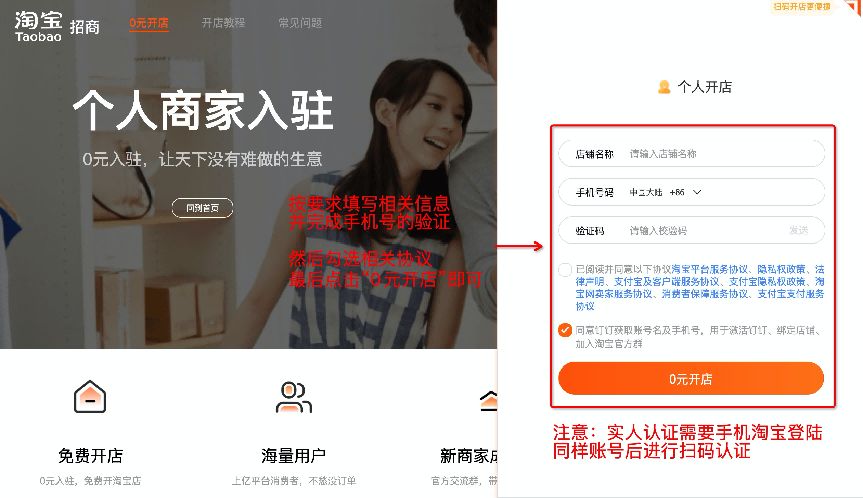 淘宝 招商
Taobao
0元开店 开店教程 常见问题
个人商家入驻
0元入驻，让天下没有难做的生意
回到首页
按要求填写相关信息
并完成手机号的验证
然后勾选相关协议
最后点击“0元开店”即可
免费开店
0元入驻，免费开淘宝店
海量用户
上亿平台消费者，不愁没订单
新商家成
官方交流群，带
扫码开店更便捷
个人开店
店铺名称 请输入店铺名称
手机号码 中国大陆 +86
验证码 请输入校验码 发送
已阅读并同意以下协议淘宝平台服务协议、隐私权政策、法
律声明、支付宝及客户端服务协议、支付宝隐私权政策、淘
宝网卖家服务协议、消费者保障服务协议、支付宝支付服务
协议
同意钉钉获取账号名及手机号，用于激活钉钉、绑定店铺、
加入淘宝官方群
0元开店
注意：实人认证需要手机淘宝登陆
同样账号后进行扫码认证